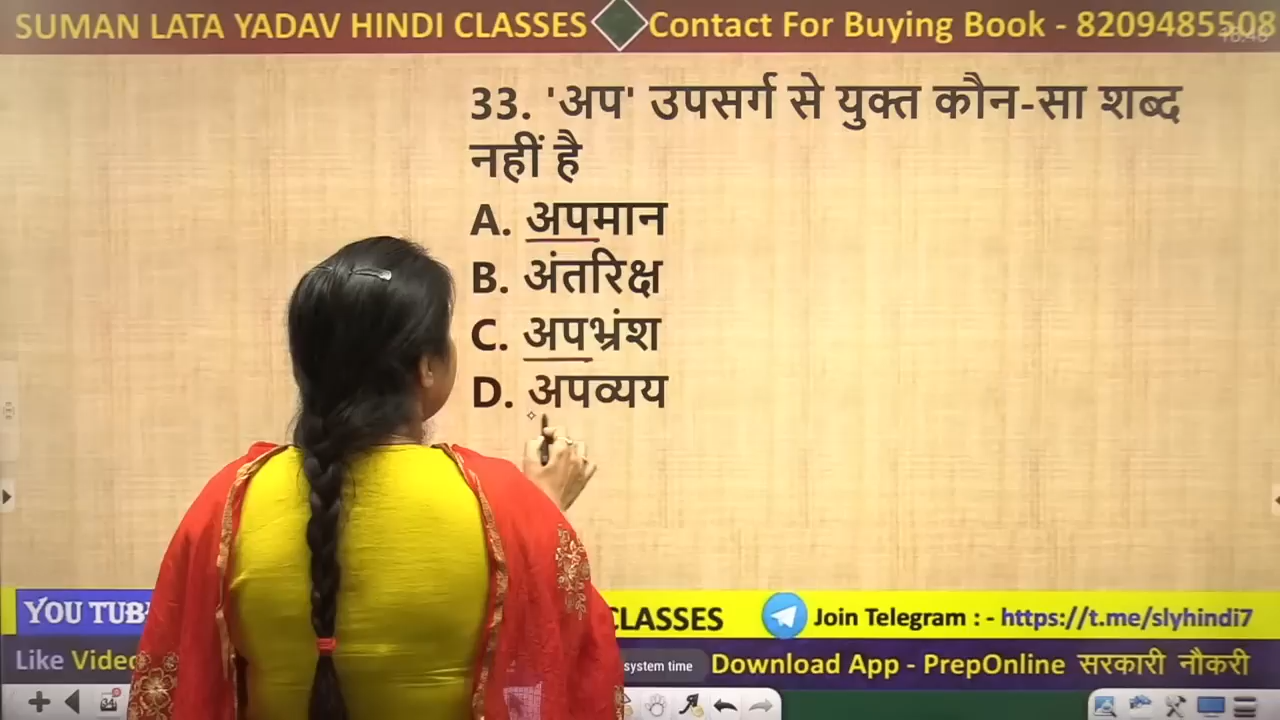 SUMAN LATA YADAV HINDI CLASSES Contact For Buying Book - 8209485508
33. 'अप' उपसर्ग से युक्त कौन-सा शब्द
नहीं है
A. अपमान
B. अंतरिक्ष
C. अपभ्रंश
D. अपव्यय
YOU TUB CLASSES Join Telegram : - https://t.me/slyhindi7
Like Video system time Download App - PrepOnline सरकारी नौकरी